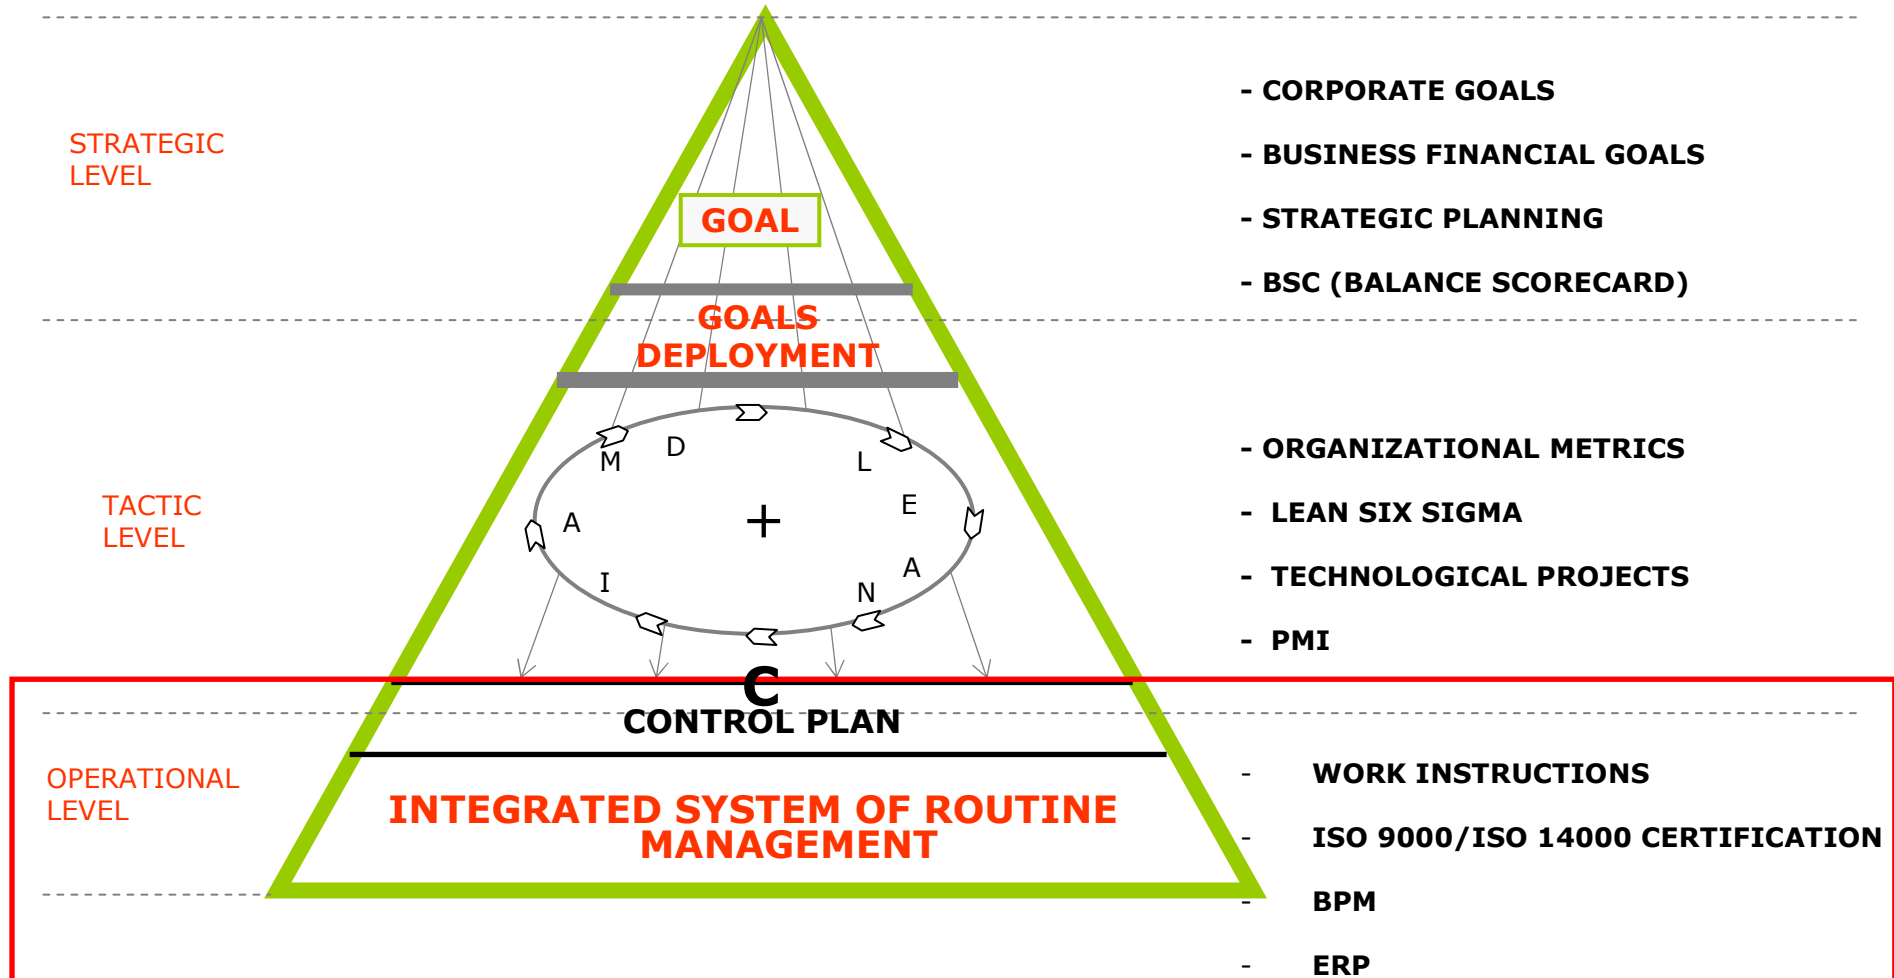 STRATEGIC
LEVEL
GOAL
- CORPORATE GOALS
- BUSINESS FINANCIAL GOALS
- STRATEGIC PLANNING
- BSC (BALANCE SCORECARD)
GOALS
DEPLOYMENT
TACTIC
LEVEL
D
M
L
A
+
E
I
A
N
C
- ORGANIZATIONAL METRICS
- LEAN SIX SIGMA
- TECHNOLOGICAL PROJECTS
- PMI
CONTROL PLAN
OPERATIONAL
LEVEL
INTEGRATED SYSTEM OF ROUTINE
MANAGEMENT
- WORK INSTRUCTIONS
- ISO 9000/ISO 14000 CERTIFICATION
- BPM
- ERP